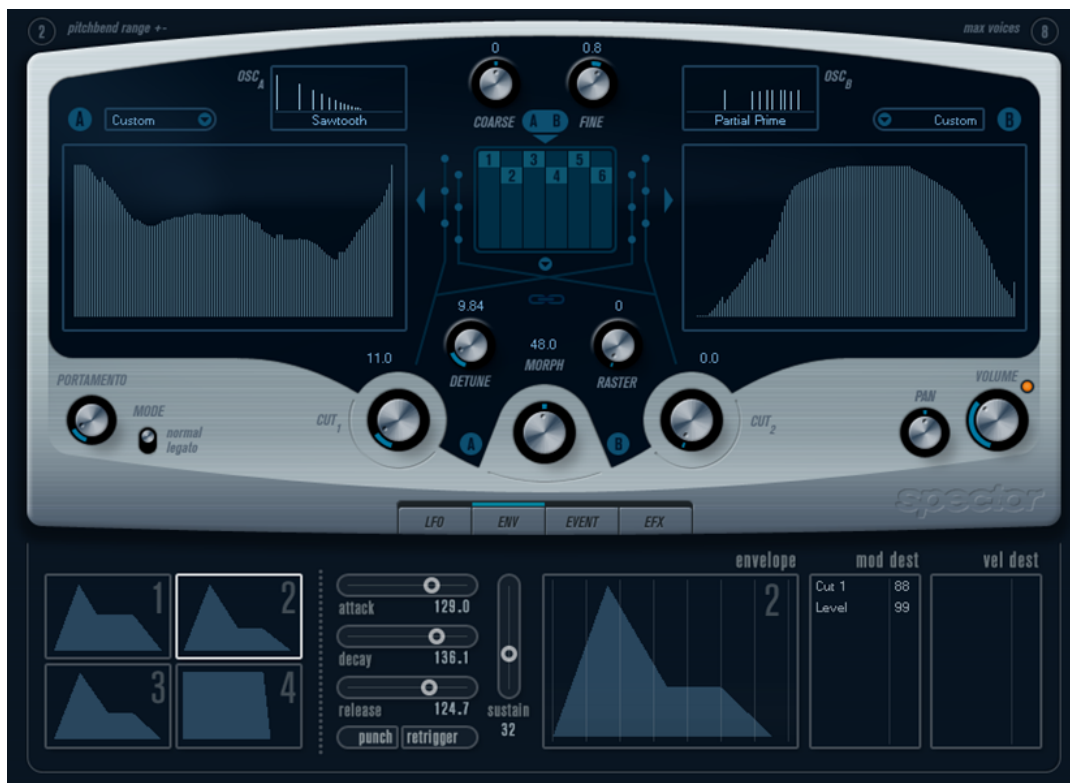 2 pitchbend range +-
max voices 8
0 0.8
OSC A
OSC B
A Custom
Sawtooth
COARSE A B FINE
Partial Prime
Custom B
1 2 3 4 5 6
9.84 0
48.0
11.0 MORPH 0.0
DETUNE RASTER
PORTAMENTO
MODE
normal
legato
CUT 1
A B
CUT 2
PAN
VOLUME
spector
LFO ENV EVENT EFX
envelope mod dest vel dest
1 2
3 4
attack 129.0
decay 136.1
release 124.7
punch retrigger
sustain
32
2
Cut 1 88
Level 99